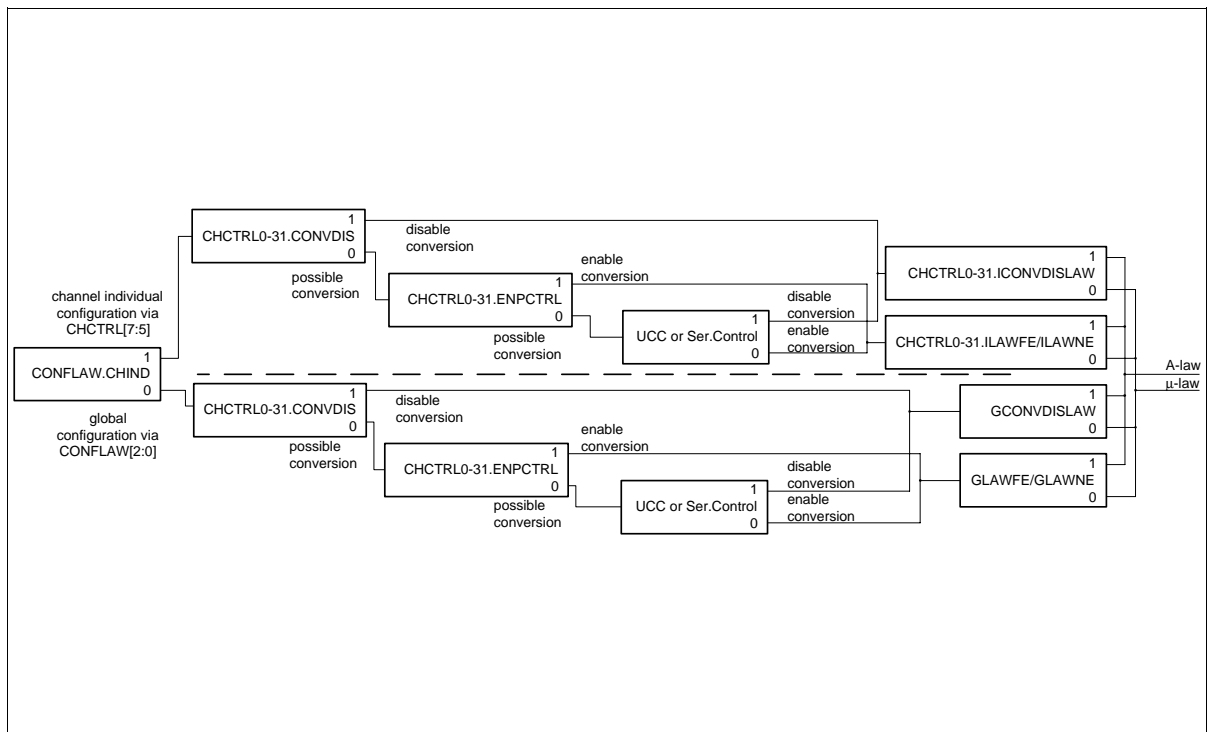 1
CHCTRL0-31.CONVDIS
0
disable
conversion
possible
conversion
1
CHCTRL0-31.ENPCTRL
0
enable
conversion
possible
conversion
1
UCC or Ser.Control
0
disable
conversion
enable
conversion
1
CHCTRL0-31.ICONVDISLAW
0
1
CHCTRL0-31.ILAWFE/ILAWNE
0
channel individual
configuration via
CHCTRL[7:5]
1
CONFLAW.CHIND
0
global
configuration via
CONFLAW[2:0]
1
CHCTRL0-31.CONVDIS
0
disable
conversion
possible
conversion
1
CHCTRL0-31.ENPCTRL
0
enable
conversion
possible
conversion
1
UCC or Ser.Control
0
disable
conversion
enable
conversion
1
GCONVDISLAW
0
1
GLAWFE/GLAWNE
0
A-law
μ-law